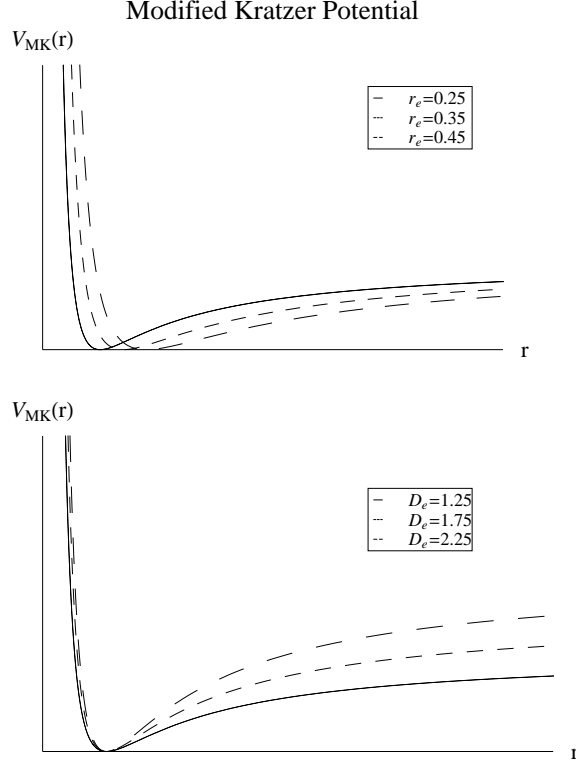 Modified Kratzer Potential
V_MK(r)
r_e=0.25
r_e=0.35
r_e=0.45
r
V_MK(r)
D_e=1.25
D_e=1.75
D_e=2.25
r